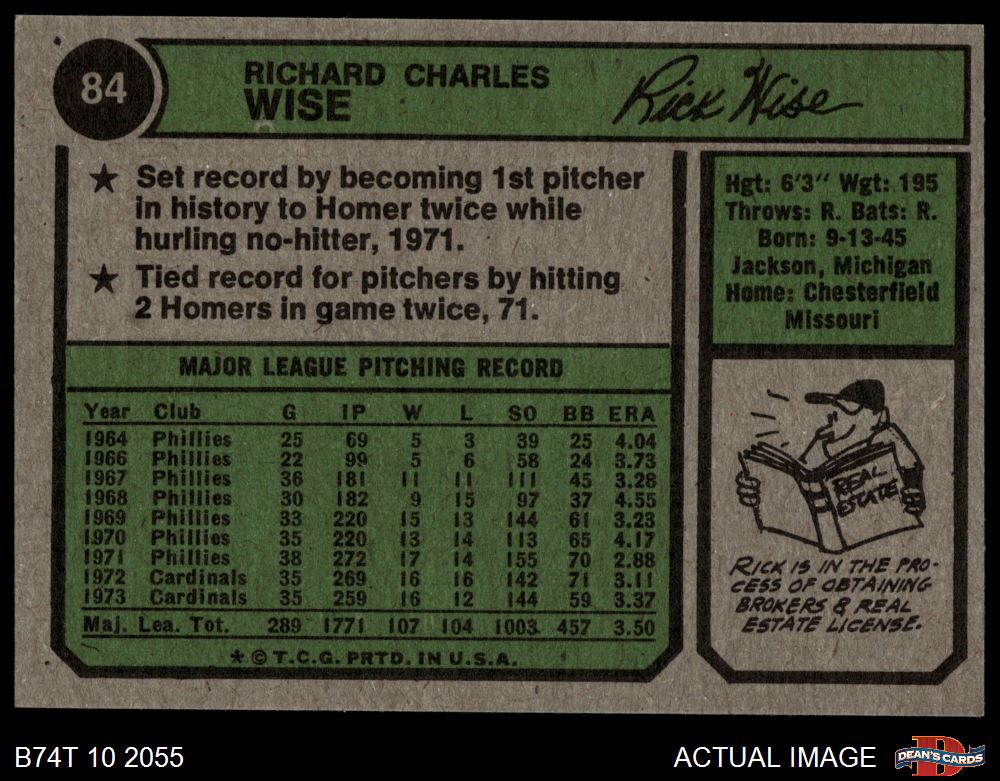 84
RICHARD CHARLES
WISE
Rick Wise
★ Set record by becoming 1st pitcher
in history to Homer twice while
hurling no-hitter, 1971.
★ Tied record for pitchers by hitting
2 Homers in game twice, 71.
Hgt: 6'3" Wgt: 195
Throws: R. Bats: R.
Born: 9-13-45
Jackson, Michigan
Home: Chesterfield
Missouri
MAJOR LEAGUE PITCHING RECORD
Year Club G IP W L SO BB ERA
1964 Phillies 25 69 5 3 39 25 4.04
1966 Phillies 22 99 5 6 58 24 3.73
1967 Phillies 36 181 11 11 111 45 3.28
1968 Phillies 30 182 9 15 97 37 4.55
1969 Phillies 33 220 15 13 144 61 3.23
1970 Phillies 35 220 13 14 113 65 4.17
1971 Phillies 38 272 17 14 155 70 2.88
1972 Cardinals 35 269 16 16 142 71 3.11
1973 Cardinals 35 259 16 12 144 59 3.37
Maj. Lea. Tot. 289 1771 107 104 1003 457 3.50
* © T.C.G. PRTD. IN U.S.A.
REAL
ESTATE
RICK IS IN THE PRO-
CESS OF OBTAINING
BROKERS & REAL
ESTATE LICENSE.
B74T 10 2055
ACTUAL IMAGE
DEAN'S CARDS